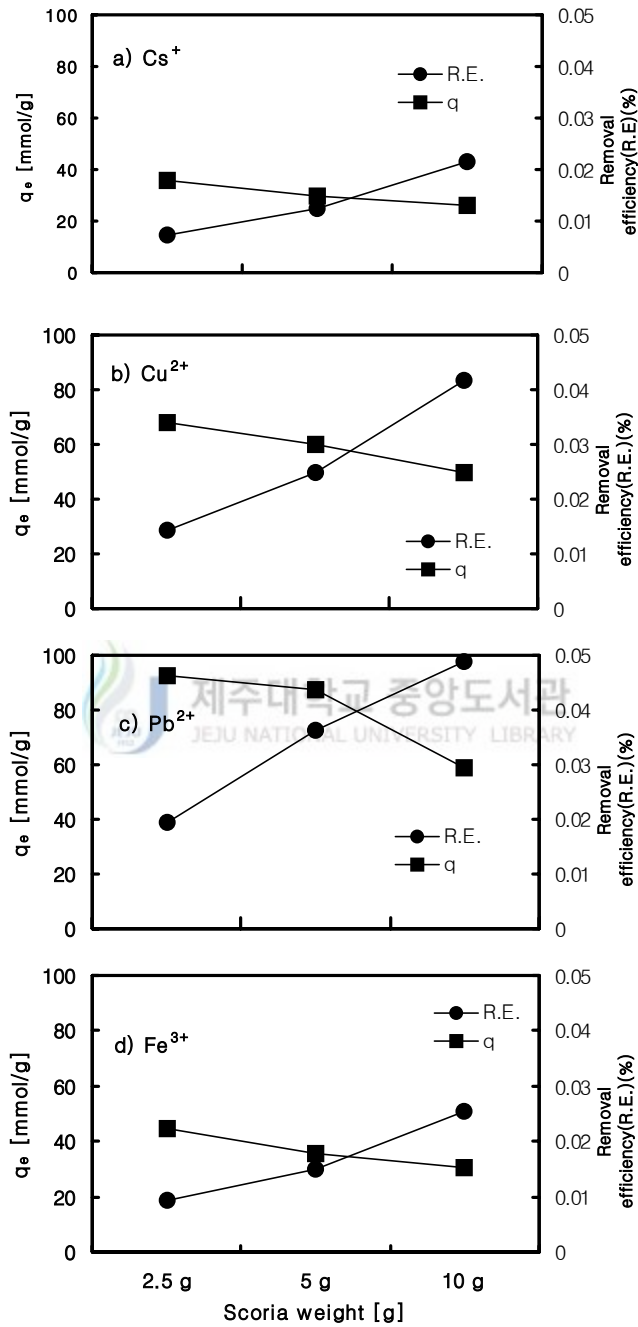 100
80
60
40
20
0
qₑ [mmol/g]
a) Cs⁺
R.E.
q
0.05
0.04
0.03
0.02
0.01
0
Removal
efficiency(R.E)(%)
100
80
60
40
20
0
qₑ [mmol/g]
b) Cu²⁺
R.E.
q
0.05
0.04
0.03
0.02
0.01
0
Removal
efficiency(R.E.)(%)
100
80
60
40
20
0
qₑ [mmol/g]
제주대학교 중앙도서관
JEJU NATIONAL UNIVERSITY LIBRARY
JEJU
1952
c) Pb²⁺
R.E.
q
0.05
0.04
0.03
0.02
0.01
0
Removal
efficiency(R.E.)(%)
100
80
60
40
20
0
qₑ [mmol/g]
d) Fe³⁺
R.E.
q
0.05
0.04
0.03
0.02
0.01
0
Removal
efficiency(R.E.)(%)
2.5 g 5 g 10 g
Scoria weight [g]